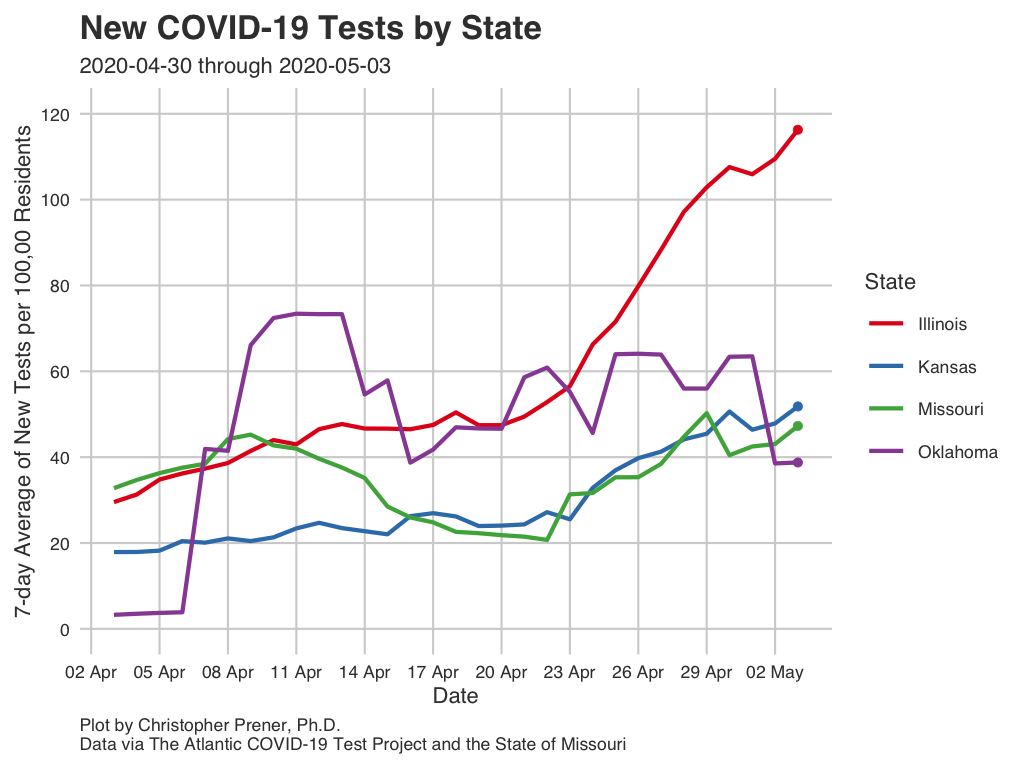 New COVID-19 Tests by State
2020-04-30 through 2020-05-03
7-day Average of New Tests per 100,00 Residents
120
100
80
60
40
20
0
02 Apr 05 Apr 08 Apr 11 Apr 14 Apr 17 Apr 20 Apr 23 Apr 26 Apr 29 Apr 02 May
Date
State
Illinois
Kansas
Missouri
Oklahoma
Plot by Christopher Prener, Ph.D.
Data via The Atlantic COVID-19 Test Project and the State of Missouri